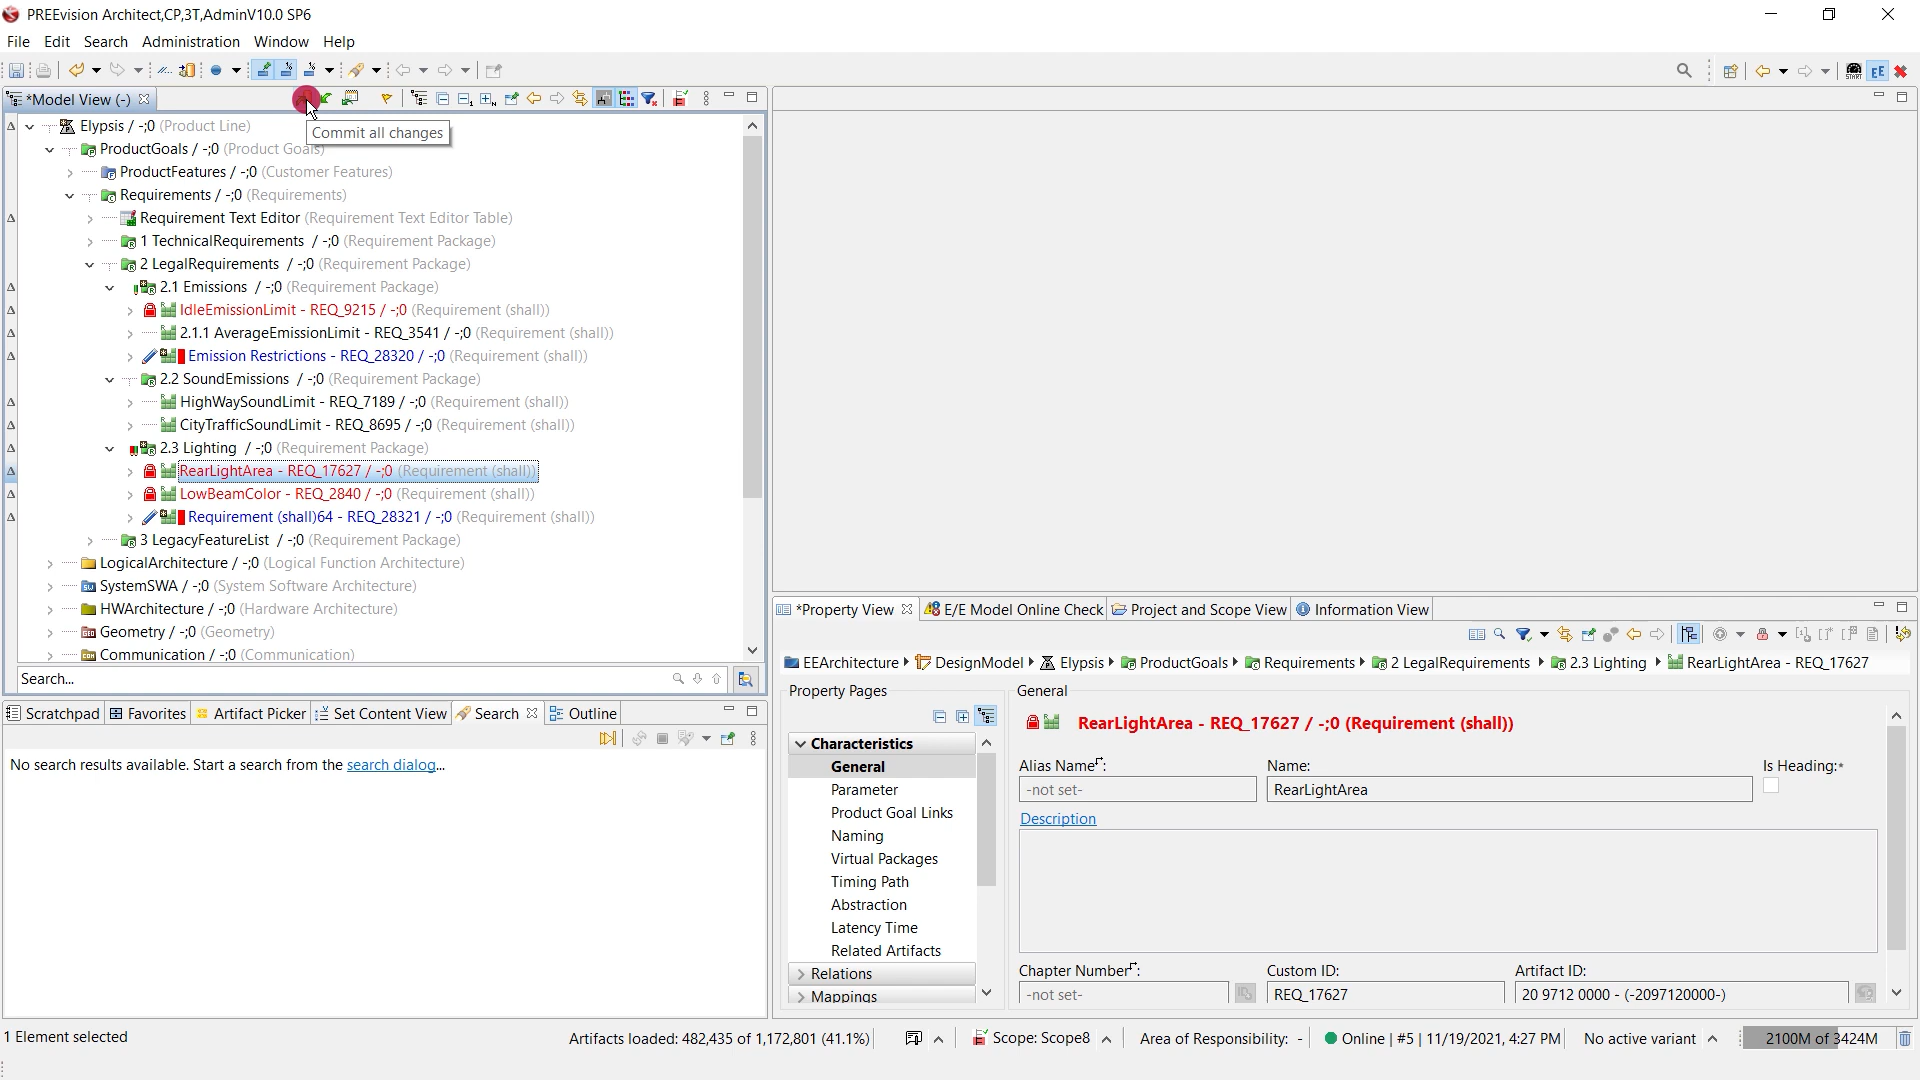 PREEvision Architect,CP,3T,AdminV10.0 SP6
File Edit Search Administration Window Help
*Model View (-)
Commit all changes
Elypsis / -;0 (Product Line)
ProductGoals / -;0 (Product Goals)
ProductFeatures / -;0 (Customer Features)
Requirements / -;0 (Requirements)
Requirement Text Editor (Requirement Text Editor Table)
1 TechnicalRequirements / -;0 (Requirement Package)
2 LegalRequirements / -;0 (Requirement Package)
2.1 Emissions / -;0 (Requirement Package)
IdleEmissionLimit - REQ_9215 / -;0 (Requirement (shall))
2.1.1 AverageEmissionLimit - REQ_3541 / -;0 (Requirement (shall))
Emission Restrictions - REQ_28320 / -;0 (Requirement (shall))
2.2 SoundEmissions / -;0 (Requirement Package)
HighWaySoundLimit - REQ_7189 / -;0 (Requirement (shall))
CityTrafficSoundLimit - REQ_8695 / -;0 (Requirement (shall))
2.3 Lighting / -;0 (Requirement Package)
RearLightArea - REQ_17627 / -;0 (Requirement (shall))
LowBeamColor - REQ_2840 / -;0 (Requirement (shall))
Requirement (shall)64 - REQ_28321 / -;0 (Requirement (shall))
3 LegacyFeatureList / -;0 (Requirement Package)
LogicalArchitecture / -;0 (Logical Function Architecture)
SystemSWA / -;0 (System Software Architecture)
HWArchitecture / -;0 (Hardware Architecture)
Geometry / -;0 (Geometry)
Communication / -;0 (Communication)
Search...
Scratchpad Favorites Artifact Picker Set Content View Search Outline
No search results available. Start a search from the search dialog...
*Property View E/E Model Online Check Project and Scope View Information View
EEArchitecture DesignModel Elypsis ProductGoals Requirements 2 LegalRequirements 2.3 Lighting RearLightArea - REQ_17627
Property Pages
Characteristics
General
Parameter
Product Goal Links
Naming
Virtual Packages
Timing Path
Abstraction
Latency Time
Related Artifacts
Relations
Mappings
General
RearLightArea - REQ_17627 / -;0 (Requirement (shall))
Alias Name: Name: Is Heading:*
-not set- RearLightArea
Description
Chapter Number: Custom ID: Artifact ID:
-not set- REQ_17627 20 9712 0000 - (-2097120000-)
1 Element selected Artifacts loaded: 482,435 of 1,172,801 (41.1%) Scope: Scope8 Area of Responsibility: - Online | #5 | 11/19/2021, 4:27 PM No active variant 2100M of 3424M